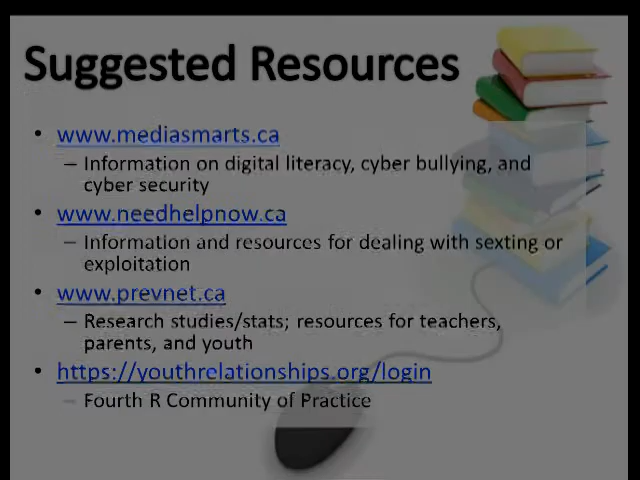 Suggested Resources
• www.mediasmarts.ca
– Information on digital literacy, cyber bullying, and
cyber security
• www.needhelpnow.ca
– Information and resources for dealing with sexting or
exploitation
• www.prevnet.ca
– Research studies/stats; resources for teachers,
parents, and youth
• https://youthrelationships.org/login
– Fourth R Community of Practice